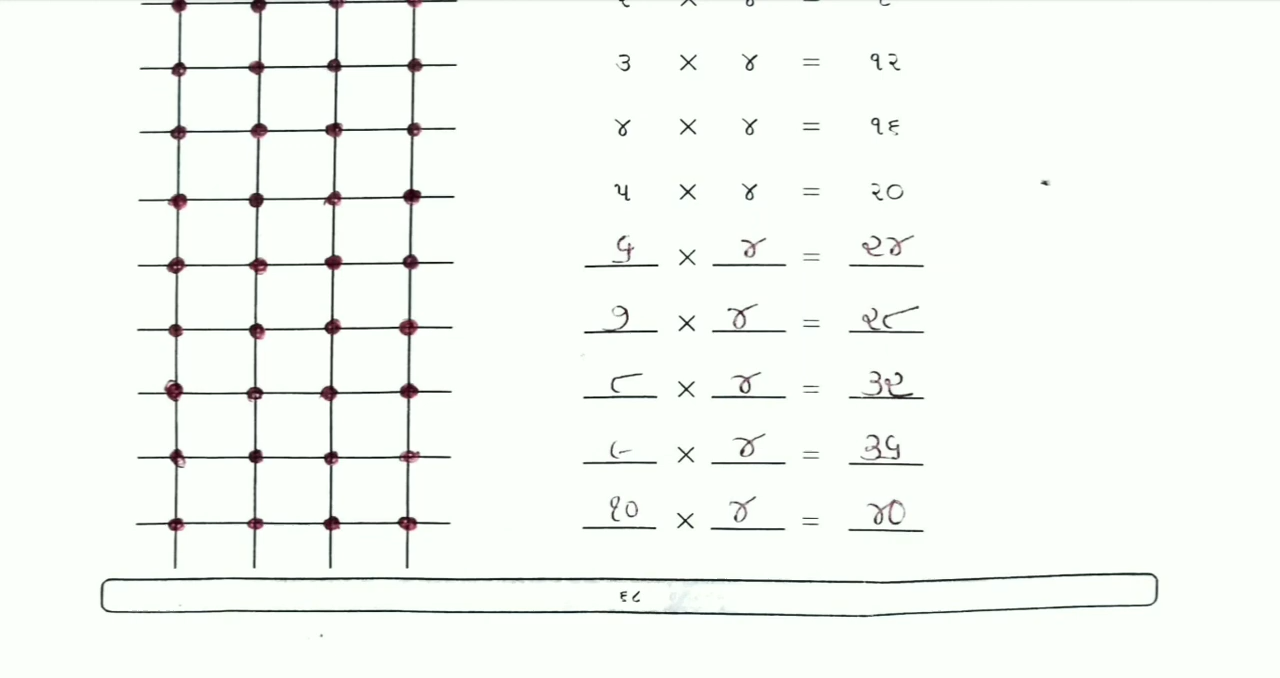 ૩ × ૪ = ૧૨
૪ × ૪ = ૧૬
૫ × ૪ = ૨૦
૬ × ૪ = ૨૪
૭ × ૪ = ૨૮
૮ × ૪ = ૩૨
૯ × ૪ = ૩૬
૧૦ × ૪ = ૪૦
૬૮